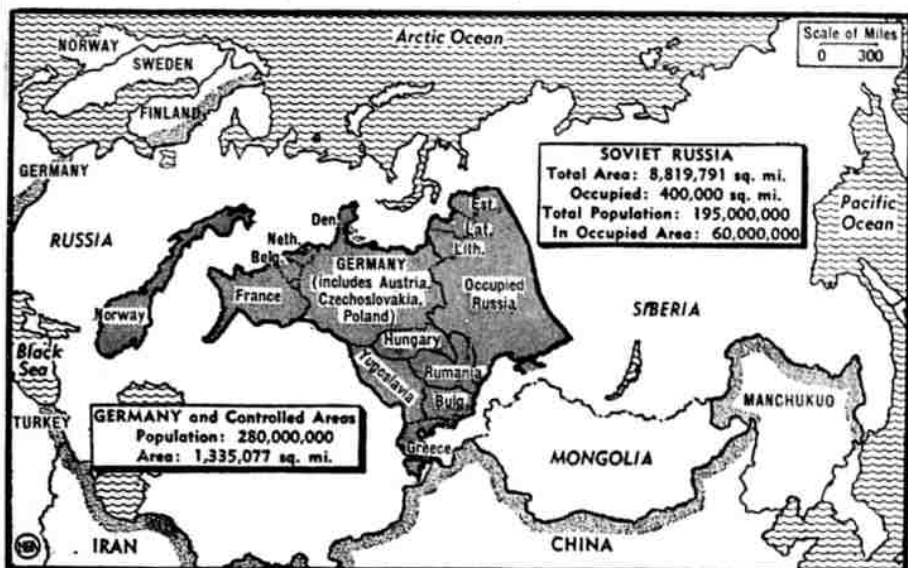 Arctic Ocean
Scale of Miles
0 300
NORWAY
SWEDEN
FINLAND
GERMANY
RUSSIA
SOVIET RUSSIA
Total Area: 8,819,791 sq. mi.
Occupied: 400,000 sq. mi.
Total Population: 195,000,000
In Occupied Area: 60,000,000
Pacific
Ocean
Est.
Lat.
Lith.
Den.
Neth.
Belg.
GERMANY
(includes Austria,
Czechoslovakia,
Poland)
Occupied
Russia
France
Norway
SIBERIA
Hungary
Rumania
Yugoslavia
Bulg.
Greece
Black
Sea
TURKEY
GERMANY and Controlled Areas
Population: 280,000,000
Area: 1,335,077 sq. mi.
MANCHUKUO
MONGOLIA
IRAN
CHINA
NEA